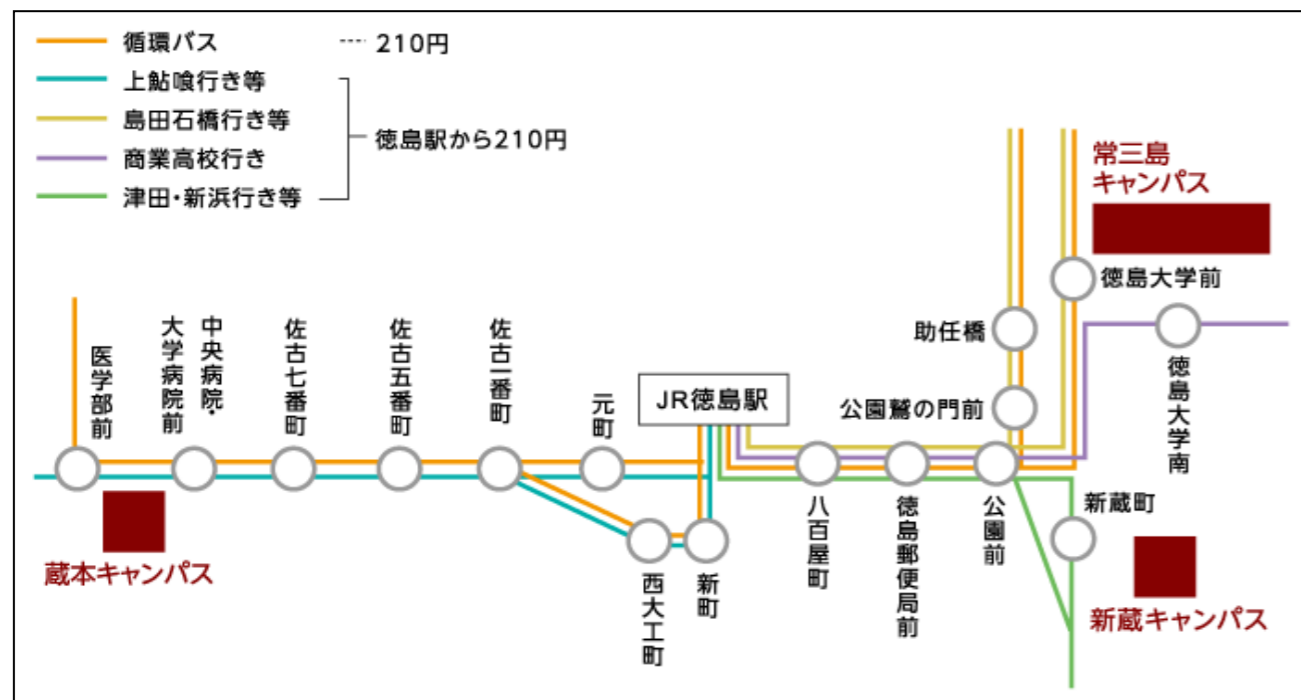 循環バス
210円
上鮎喰行き等
島田石橋行き等
商業高校行き
津田・新浜行き等
徳島駅から210円
常三島
キャンパス
徳島大学前
助任橋
公園鷲の門前
徳島大学南
JR徳島駅
医学部前
中央病院・
大学病院前
佐古七番町
佐古五番町
佐古一番町
元町
西大工町
新町
八百屋町
徳島郵便局前
公園前
新蔵町
蔵本キャンパス
新蔵キャンパス